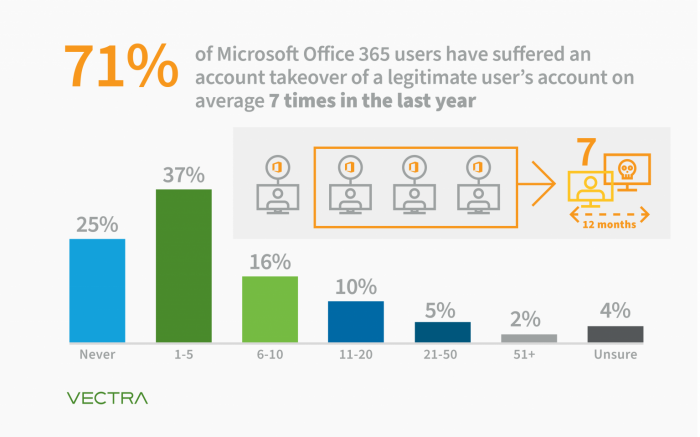 71%
of Microsoft Office 365 users have suffered an
account takeover of a legitimate user's account on
average 7 times in the last year
7
12 months
25%
37%
16%
10%
5%
2%
4%
Never
1-5
6-10
11-20
21-50
51+
Unsure
VECTRA